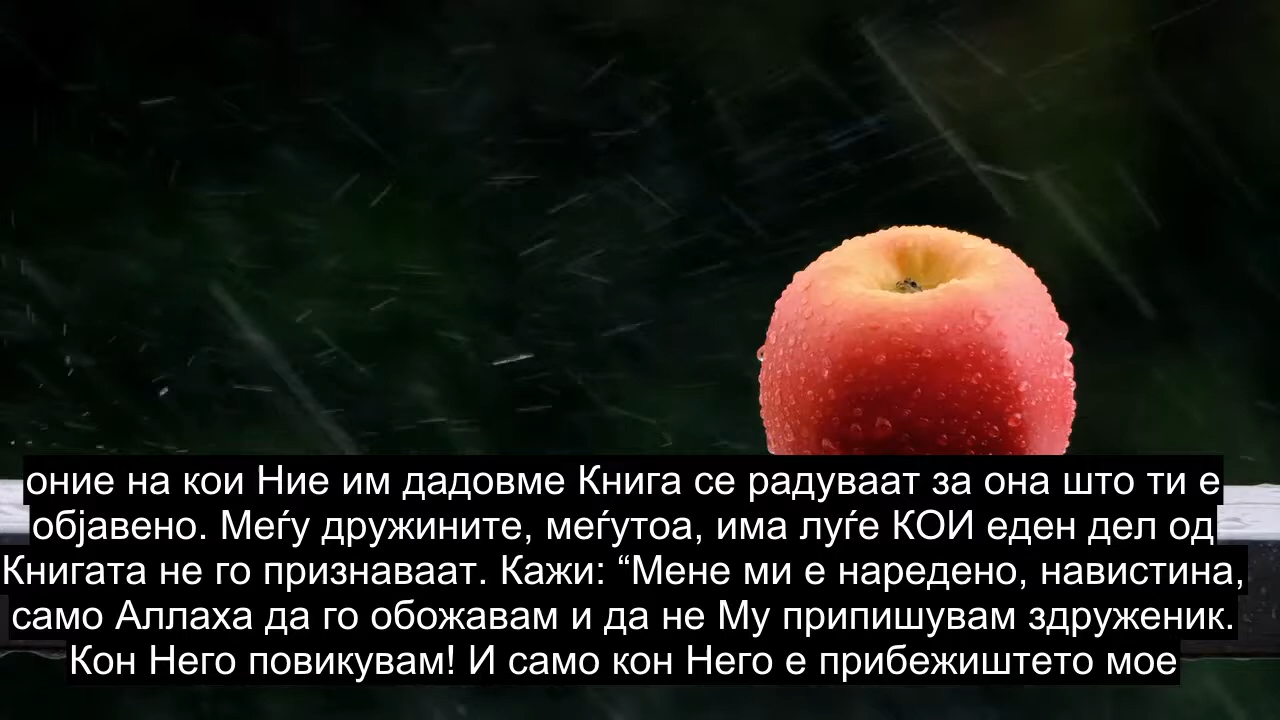 оние на кои Ние им дадовме Книга се радуваат за она што ти е
објавено. Меѓу дружините, меѓутоа, има луѓе КОИ еден дел од
Книгата не го признаваат. Кажи: “Мене ми е наредено, навистина,
само Аллаха да го обожавам и да не Му припишувам здруженик.
Кон Него повикувам! И само кон Него е прибежиштето мое